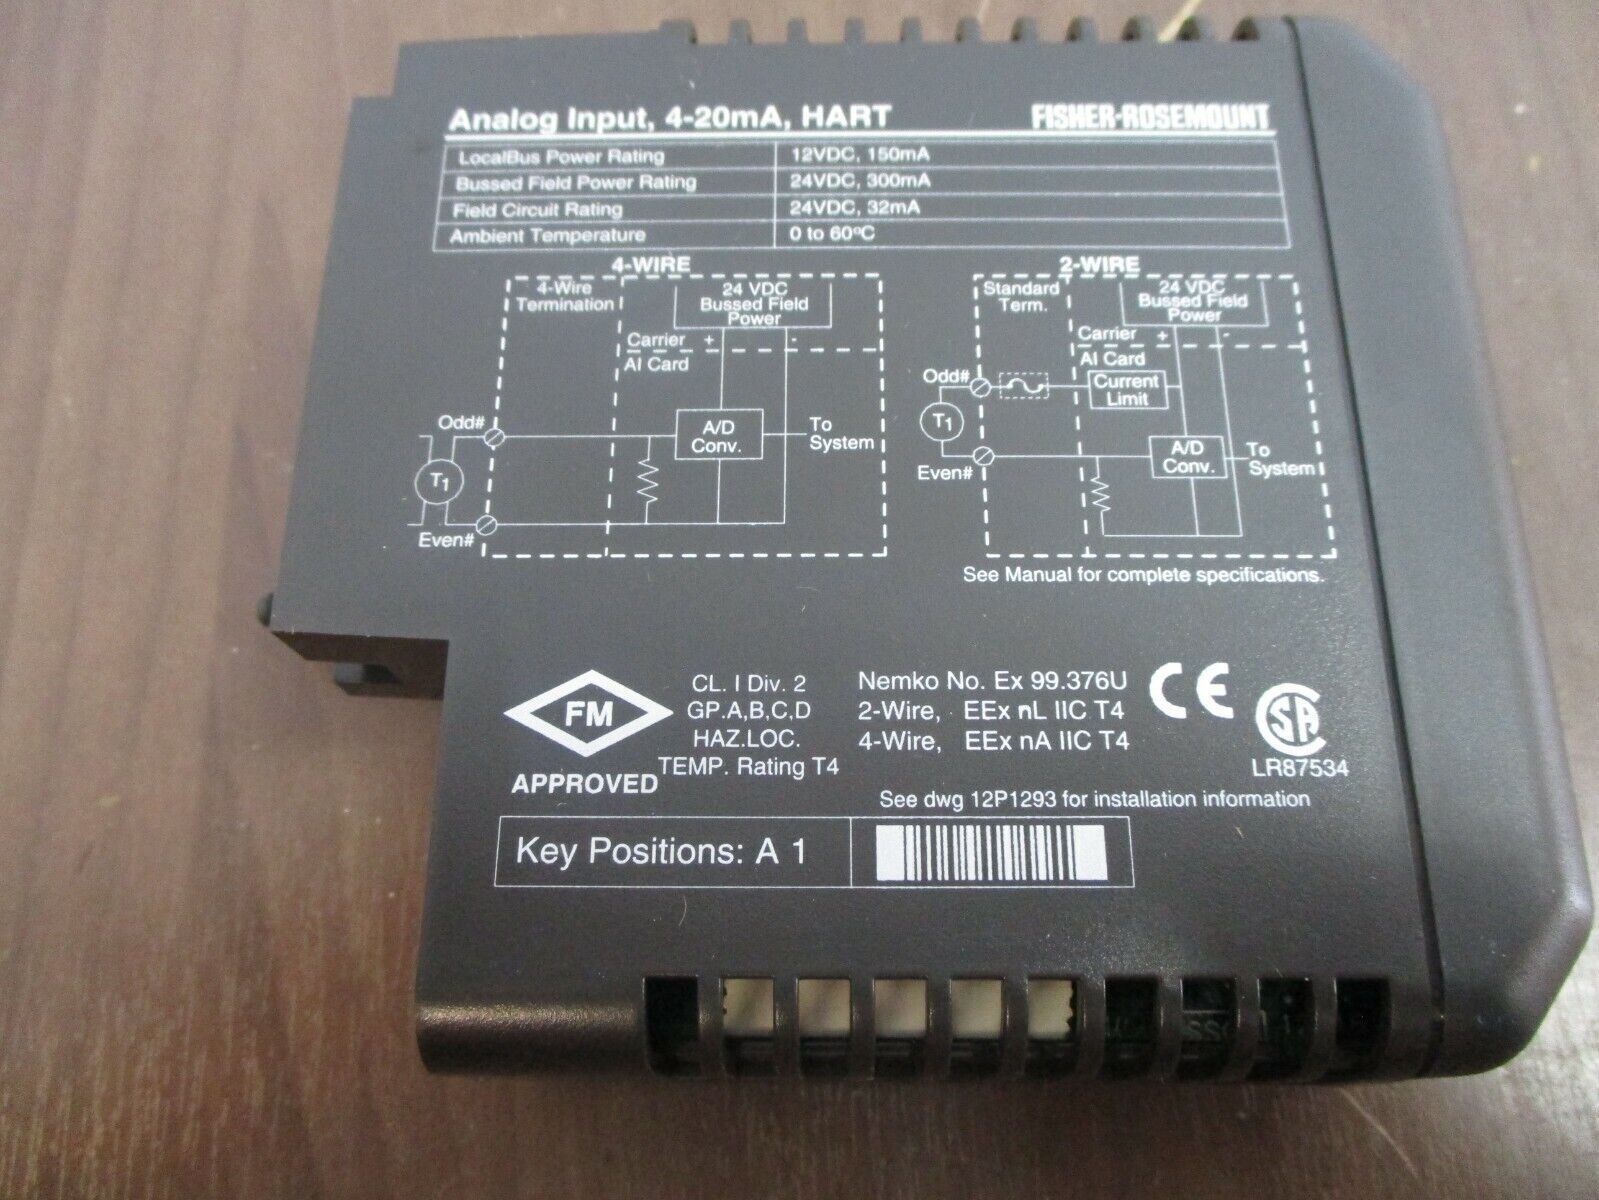 Analog Input, 4-20mA, HART FISHER-ROSEMOUNT
LocalBus Power Rating 12VDC, 150mA
Bussed Field Power Rating 24VDC, 300mA
Field Circuit Rating 24VDC, 32mA
Ambient Temperature 0 to 60°C
4-WIRE
4-Wire
Termination
24 VDC
Bussed Field
Power
Carrier + -
AI Card
Odd#
A/D
Conv.
To
System
T1
Even#
2-WIRE
Standard
Term.
24 VDC
Bussed Field
Power
Carrier + -
AI Card
Odd#
Current
Limit
T1
A/D
Conv.
To
System
Even#
See Manual for complete specifications.
FM
APPROVED
CL. I Div. 2
GP.A,B,C,D
HAZ.LOC.
TEMP. Rating T4
Nemko No. Ex 99.376U
2-Wire, EEx nL IIC T4
4-Wire, EEx nA IIC T4
CE
SA
LR87534
See dwg 12P1293 for installation information
Key Positions: A 1